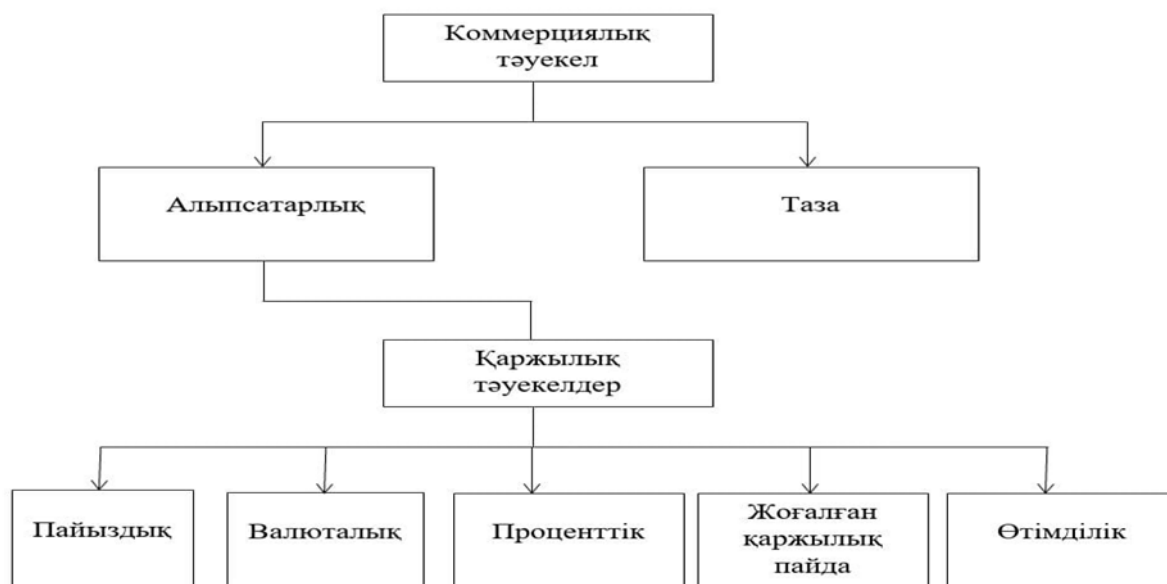 Коммерциялық
тәуекел
Алыпсатарлық
Таза
Қаржылық
тәуекелдер
Пайыздық
Валюталық
Проценттік
Жоғалған
қаржылық
пайда
Өтімділік